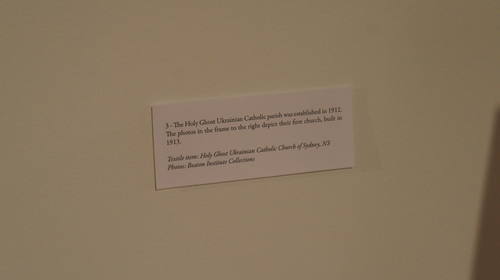 3 - The Holy Ghost Ukrainian Catholic parish was established in 1912.
The photos in the frame to the right depict their first church, built in
1913.
Textile item: Holy Ghost Ukrainian Catholic Church of Sydney, NS
Photos: Beaton Institute Collections